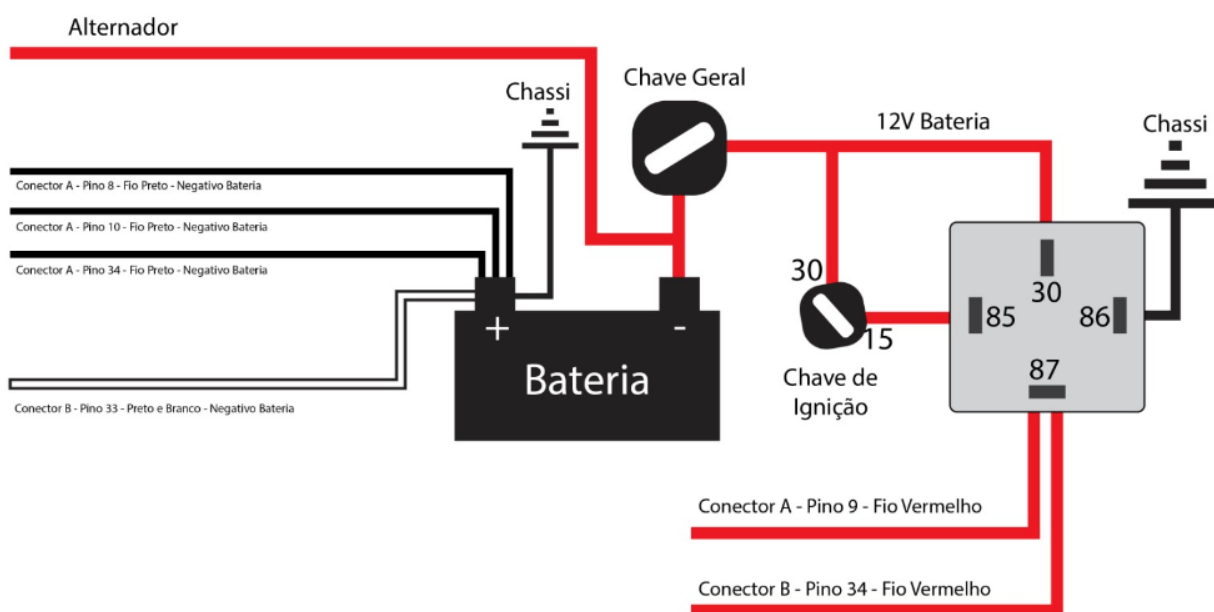 Alternador
Chave Geral
Chassi
12V Bateria
Chassi
Conector A - Pino 8 - Fio Preto - Negativo Bateria
Conector A - Pino 10 - Fio Preto - Negativo Bateria
Conector A - Pino 34 - Fio Preto - Negativo Bateria
30
30
85
86
15
+
-
87
Bateria
Chave de
Ignição
Conector B - Pino 33 - Preto e Branco - Negativo Bateria
Conector A - Pino 9 - Fio Vermelho
Conector B - Pino 34 - Fio Vermelho